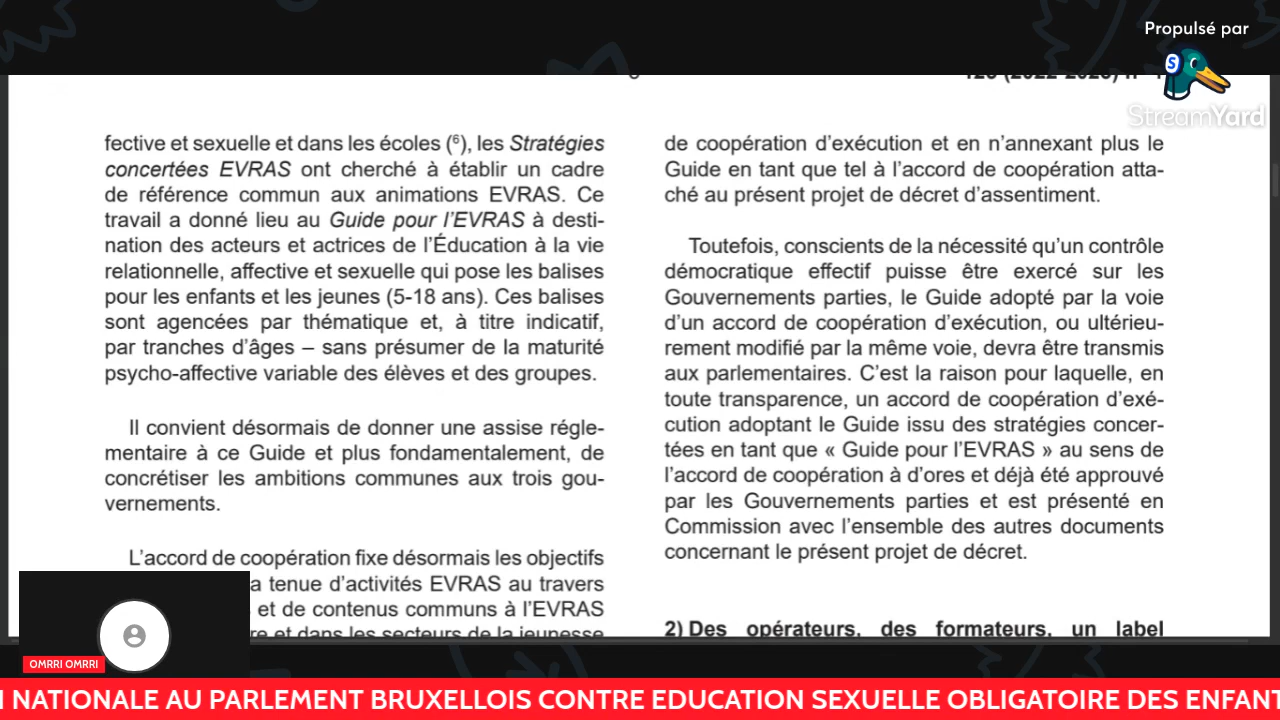 Propulsé par
StreamYard
fective et sexuelle et dans les écoles (⁶), les Stratégies
concertées EVRAS ont cherché à établir un cadre
de référence commun aux animations EVRAS. Ce
travail a donné lieu au Guide pour l’EVRAS à desti-
nation des acteurs et actrices de l’Éducation à la vie
relationnelle, affective et sexuelle qui pose les balises
pour les enfants et les jeunes (5-18 ans). Ces balises
sont agencées par thématique et, à titre indicatif,
par tranches d’âges – sans présumer de la maturité
psycho-affective variable des élèves et des groupes.
Il convient désormais de donner une assise régle-
mentaire à ce Guide et plus fondamentalement, de
concrétiser les ambitions communes aux trois gou-
vernements.
L’accord de coopération fixe désormais les objectifs
a tenue d’activités EVRAS au travers
et de contenus communs à l’EVRAS
re et dans les secteurs de la jeunesse
de coopération d’exécution et en n’annexant plus le
Guide en tant que tel à l’accord de coopération atta-
ché au présent projet de décret d’assentiment.
Toutefois, conscients de la nécessité qu’un contrôle
démocratique effectif puisse être exercé sur les
Gouvernements parties, le Guide adopté par la voie
d’un accord de coopération d’exécution, ou ultérieu-
rement modifié par la même voie, devra être transmis
aux parlementaires. C’est la raison pour laquelle, en
toute transparence, un accord de coopération d’exé-
cution adoptant le Guide issu des stratégies concer-
tées en tant que « Guide pour l’EVRAS » au sens de
l’accord de coopération à d’ores et déjà été approuvé
par les Gouvernements parties et est présenté en
Commission avec l’ensemble des autres documents
concernant le présent projet de décret.
2) Des opérateurs, des formateurs, un label
OMRRI OMRRI
NATIONALE AU PARLEMENT BRUXELLOIS CONTRE EDUCATION SEXUELLE OBLIGATOIRE DES ENFANT